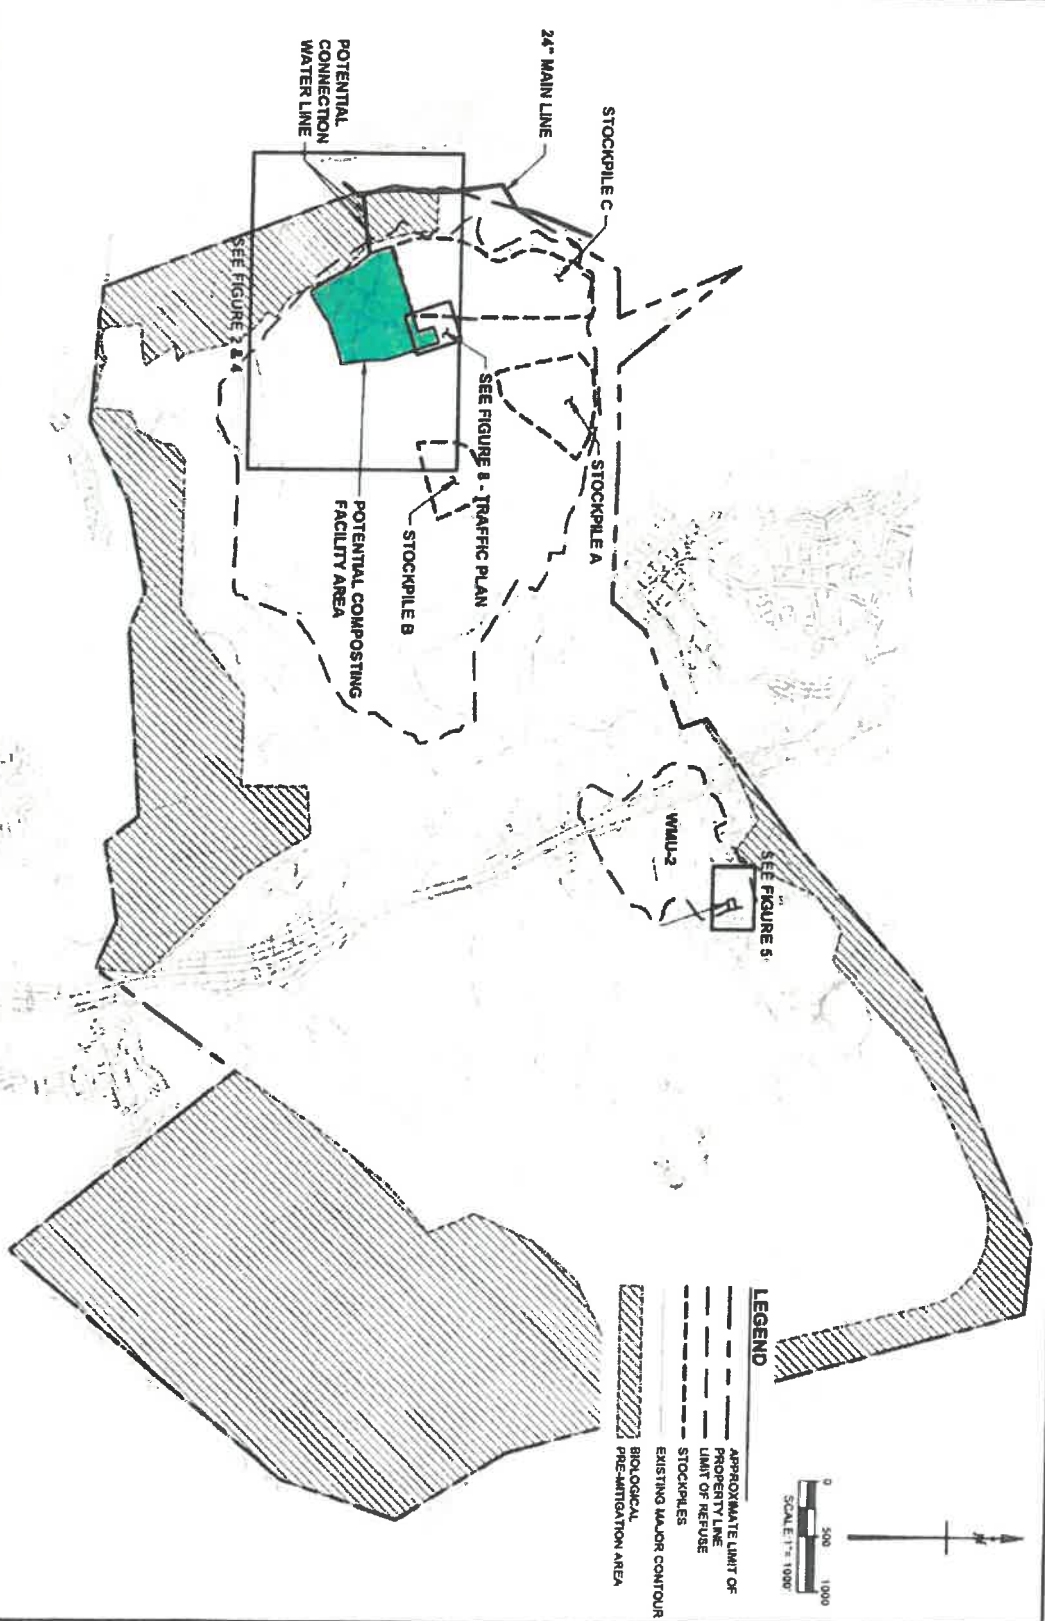 24" MAIN LINE
STOCKPILE C
POTENTIAL
CONNECTION
WATER LINE
SEE FIGURE 2 & 4
SEE FIGURE 8 - TRAFFIC PLAN
STOCKPILE A
STOCKPILE B
POTENTIAL COMPOSTING
FACILITY AREA
WMU-2
SEE FIGURE 5
LEGEND
APPROXIMATE LIMIT OF
PROPERTY LINE
LIMIT OF REFUSE
STOCKPILES
EXISTING MAJOR CONTOUR
BIOLOGICAL
PRE-MITIGATION AREA
N
0 500 1000
SCALE: 1" = 1000'